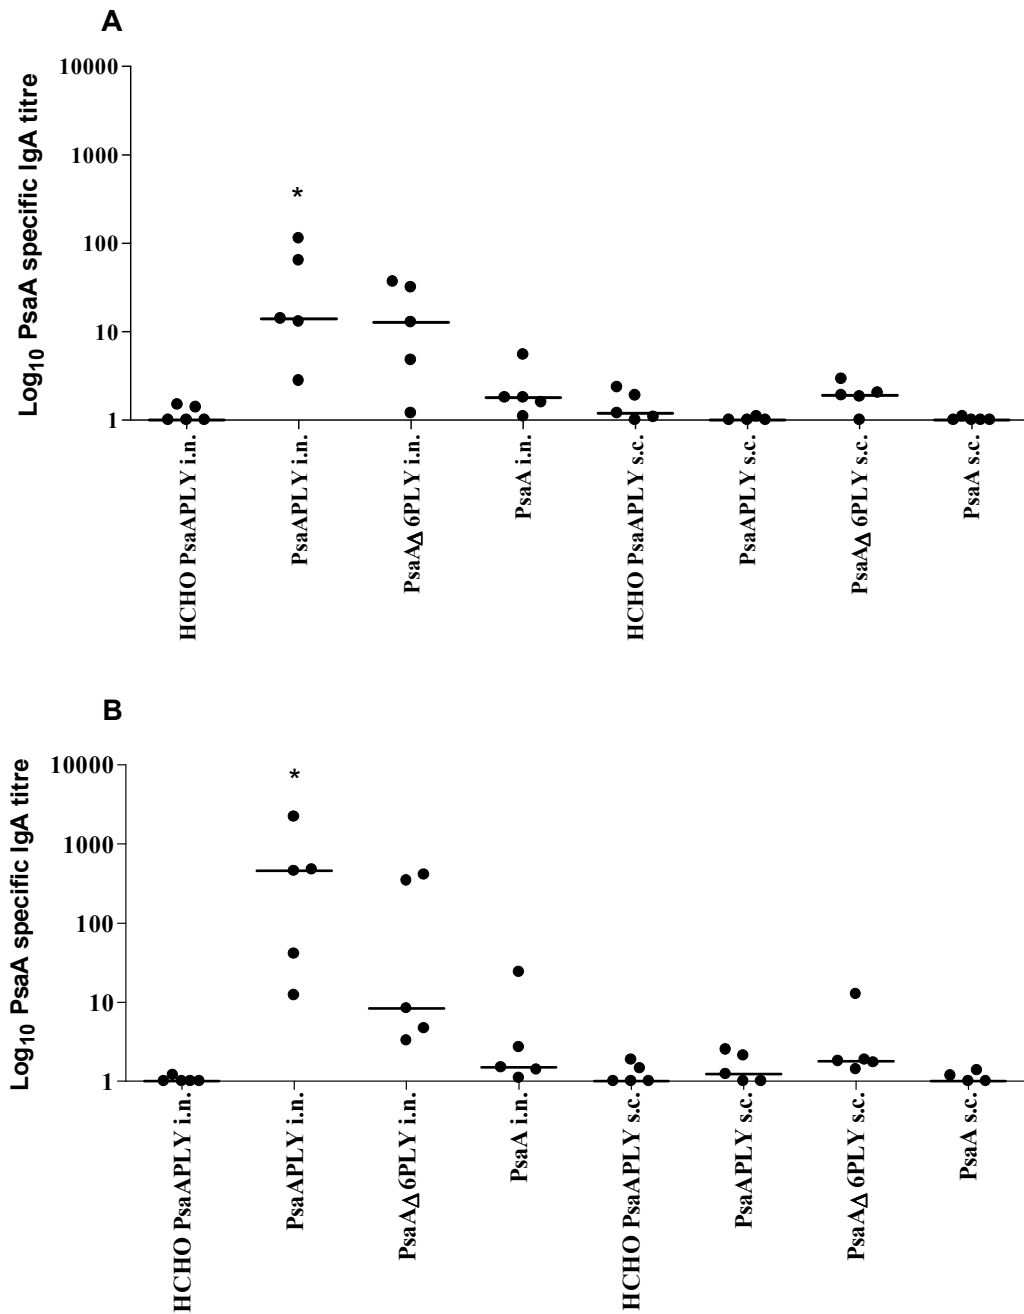 A
Log10 PsaA specific IgA titre
10000
1000
100
10
1
*
HCHO PsaAPLY i.n.
PsaAPLY i.n.
PsaAΔ6PLY i.n.
PsaA i.n.
HCHO PsaAPLY s.c.
PsaAPLY s.c.
PsaAΔ6PLY s.c.
PsaA s.c.
B
Log10 PsaA specific IgA titre
10000
1000
100
10
1
*
HCHO PsaAPLY i.n.
PsaAPLY i.n.
PsaAΔ6PLY i.n.
PsaA i.n.
HCHO PsaAPLY s.c.
PsaAPLY s.c.
PsaAΔ6PLY s.c.
PsaA s.c.